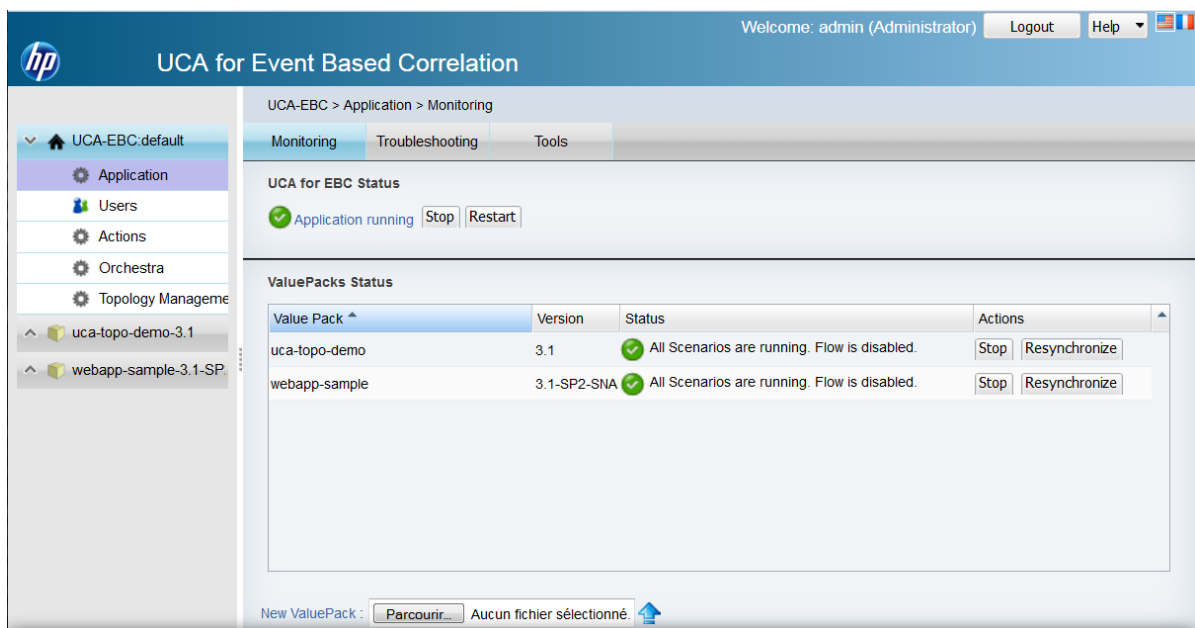 Welcome: admin (Administrator) Logout Help
hp UCA for Event Based Correlation
UCA-EBC > Application > Monitoring
UCA-EBC:default
Monitoring Troubleshooting Tools
Application
Users
Actions
Orchestra
Topology Manageme
uca-topo-demo-3.1
webapp-sample-3.1-SP.
UCA for EBC Status
Application running Stop Restart
ValuePacks Status
Value Pack Version Status Actions
uca-topo-demo 3.1 All Scenarios are running. Flow is disabled. Stop Resynchronize
webapp-sample 3.1-SP2-SNA All Scenarios are running. Flow is disabled. Stop Resynchronize
New ValuePack : Parcourir... Aucun fichier sélectionné.